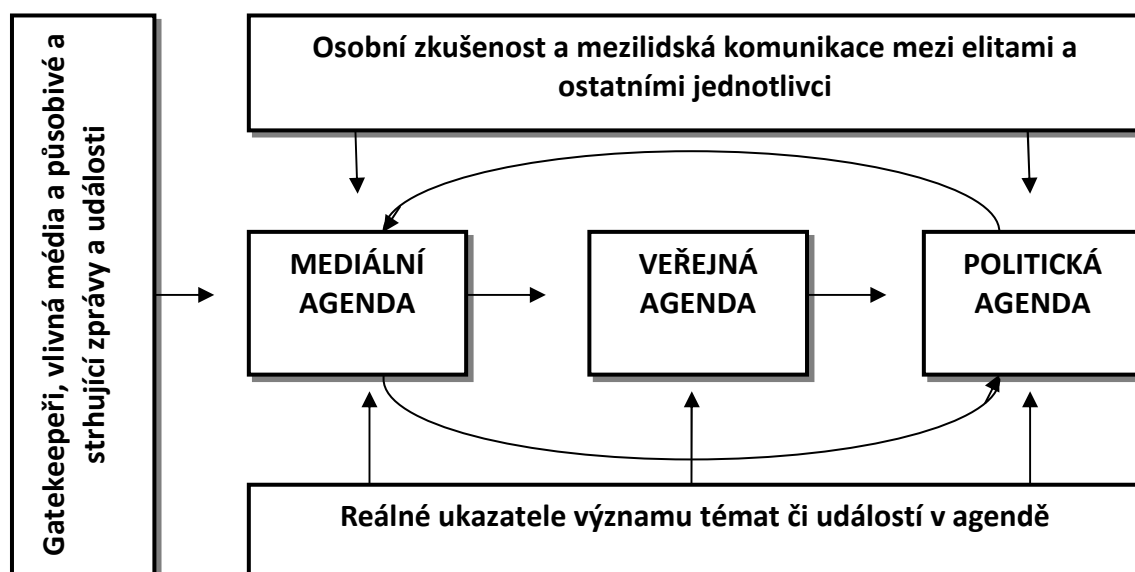 Gatekeepři, vlivná média a působivé a
strhující zprávy a události
Osobní zkušenost a mezilidská komunikace mezi elitami a
ostatními jednotlivci
MEDIÁLNÍ
AGENDA
VEŘEJNÁ
AGENDA
POLITICKÁ
AGENDA
Reálné ukazatele významu témat či událostí v agendě